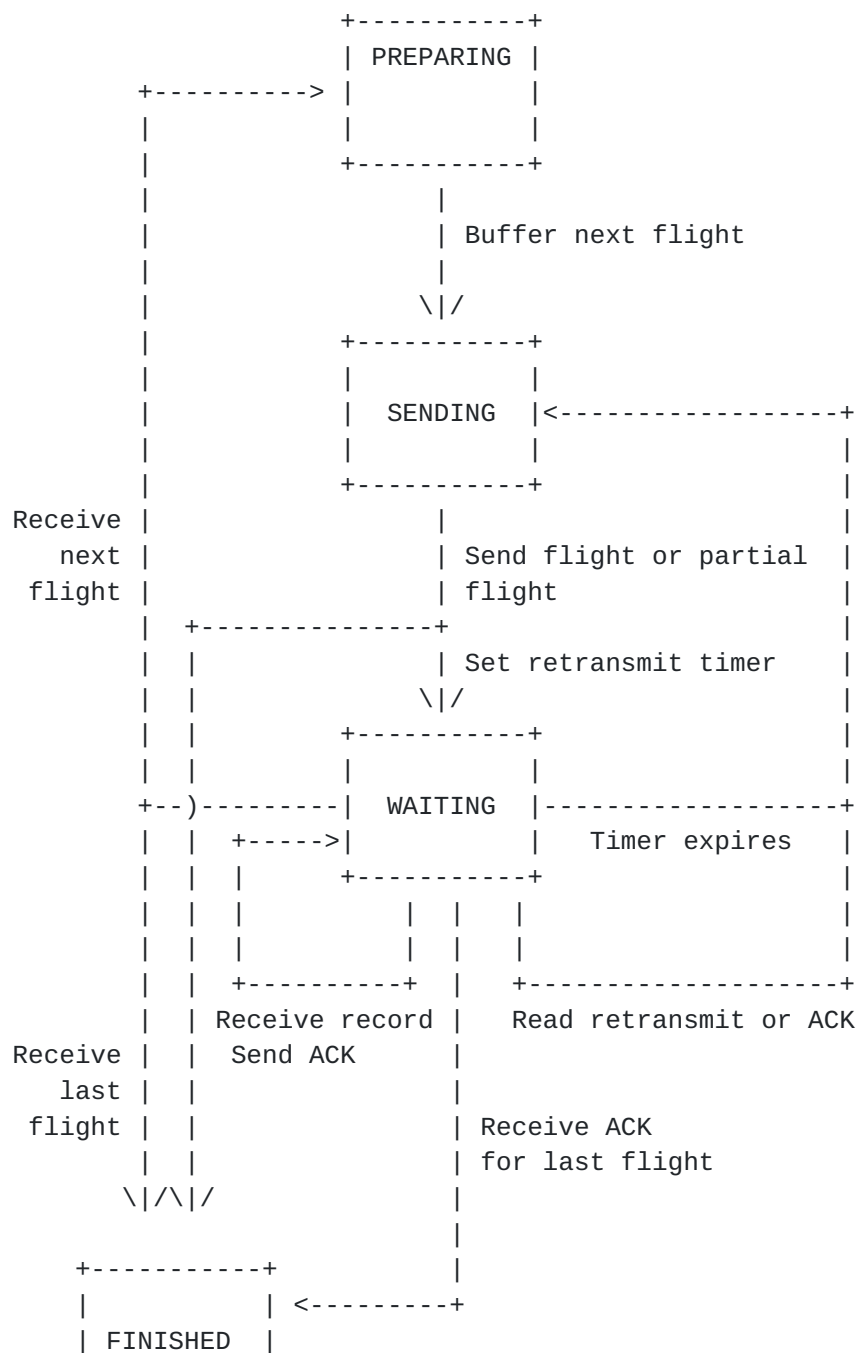 PREPARING
Buffer next flight
SENDING
Receive
next
flight
Send flight or partial
flight
Set retransmit timer
WAITING
Timer expires
Receive record
Send ACK
Read retransmit or ACK
Receive
last
flight
Receive ACK
for last flight
FINISHED